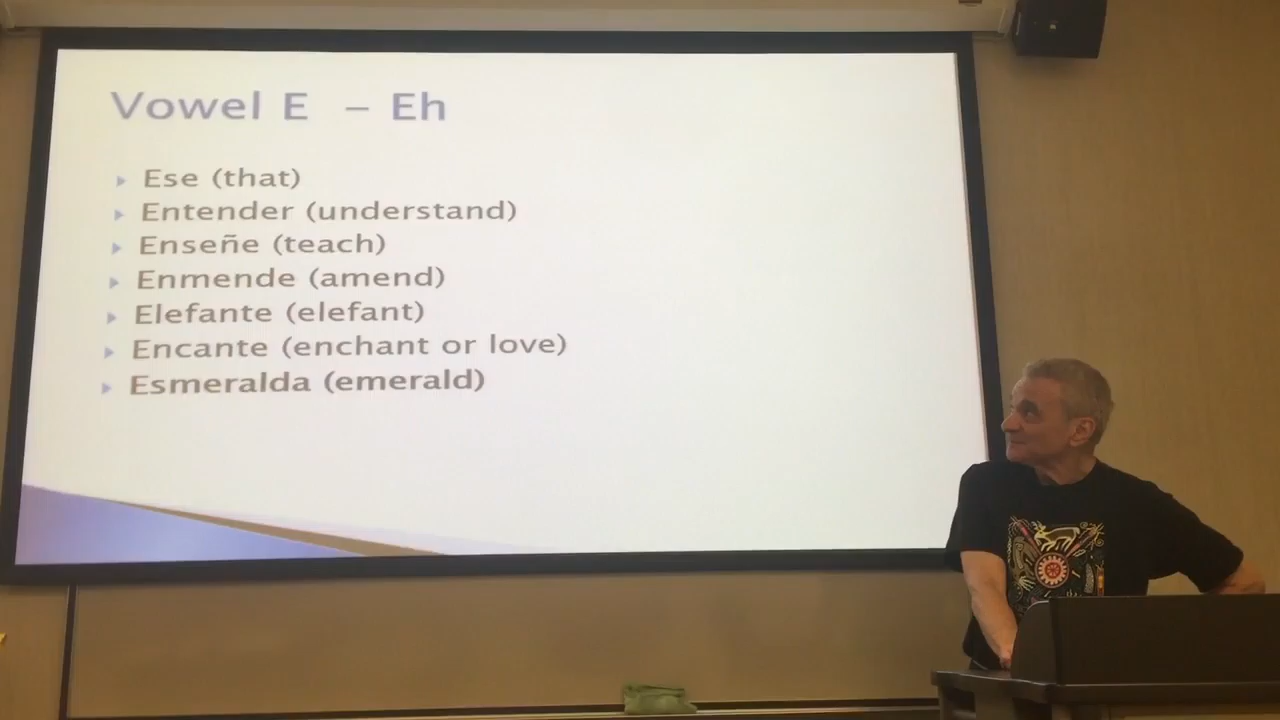 Vowel E – Eh
Ese (that)
Entender (understand)
Enseñe (teach)
Enmende (amend)
Elefante (elefant)
Encante (enchant or love)
Esmeralda (emerald)